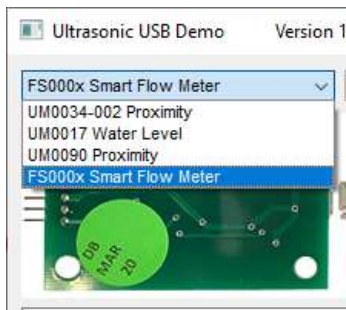 Ultrasonic USB Demo Version 1
FS000x Smart Flow Meter
UM0034-002 Proximity
UM0017 Water Level
UM0090 Proximity
FS000x Smart Flow Meter
DB
MAR
20